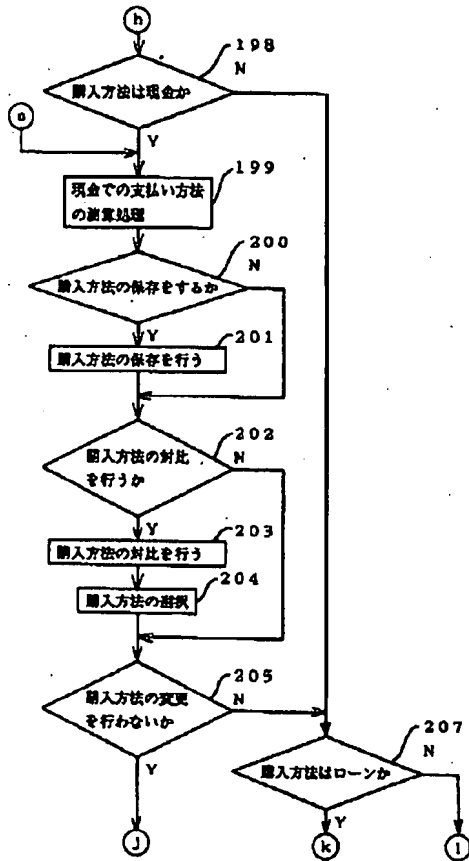 h
198
N
購入方法は現金か
a
Y
199
現金での支払い方法
の演算処理
200
N
購入方法の保存をするか
Y
201
購入方法の保存を行う
202
N
購入方法の対比
を行うか
Y
203
購入方法の対比を行う
204
購入方法の選択
205
N
購入方法の変更
を行わないか
Y
207
N
購入方法はローンか
Y
j
k
l